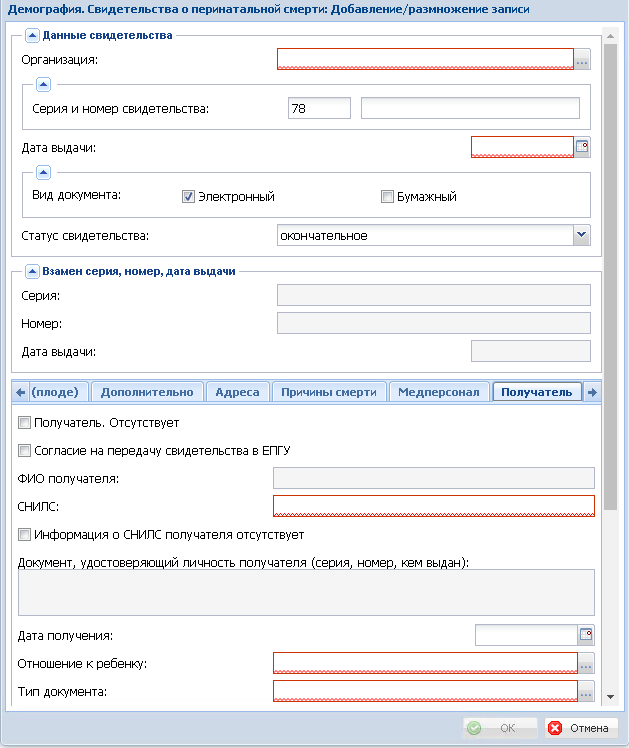 Демография. Свидетельства о перинатальной смерти: Добавление/размножение записи
Данные свидетельства
Организация:
...
Серия и номер свидетельства:
78
Дата выдачи:
Вид документа:
Электронный
Бумажный
Статус свидетельства:
окончательное
Взамен серия, номер, дата выдачи
Серия:
Номер:
Дата выдачи:
(плоде)
Дополнительно
Адреса
Причины смерти
Медперсонал
Получатель
Получатель. Отсутствует
Согласие на передачу свидетельства в ЕПГУ
ФИО получателя:
СНИЛС:
Информация о СНИЛС получателя отсутствует
Документ, удостоверяющий личность получателя (серия, номер, кем выдан):
Дата получения:
Отношение к ребенку:
...
Тип документа:
...
ОК
Отмена